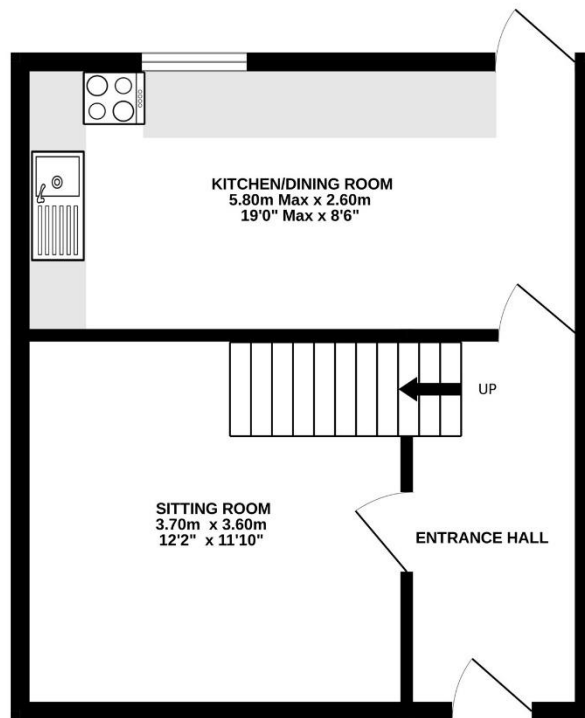 KITCHEN/DINING ROOM
5.80m Max x 2.60m
19'0" Max x 8'6"
UP
SITTING ROOM
3.70m x 3.60m
12'2" x 11'10"
ENTRANCE HALL